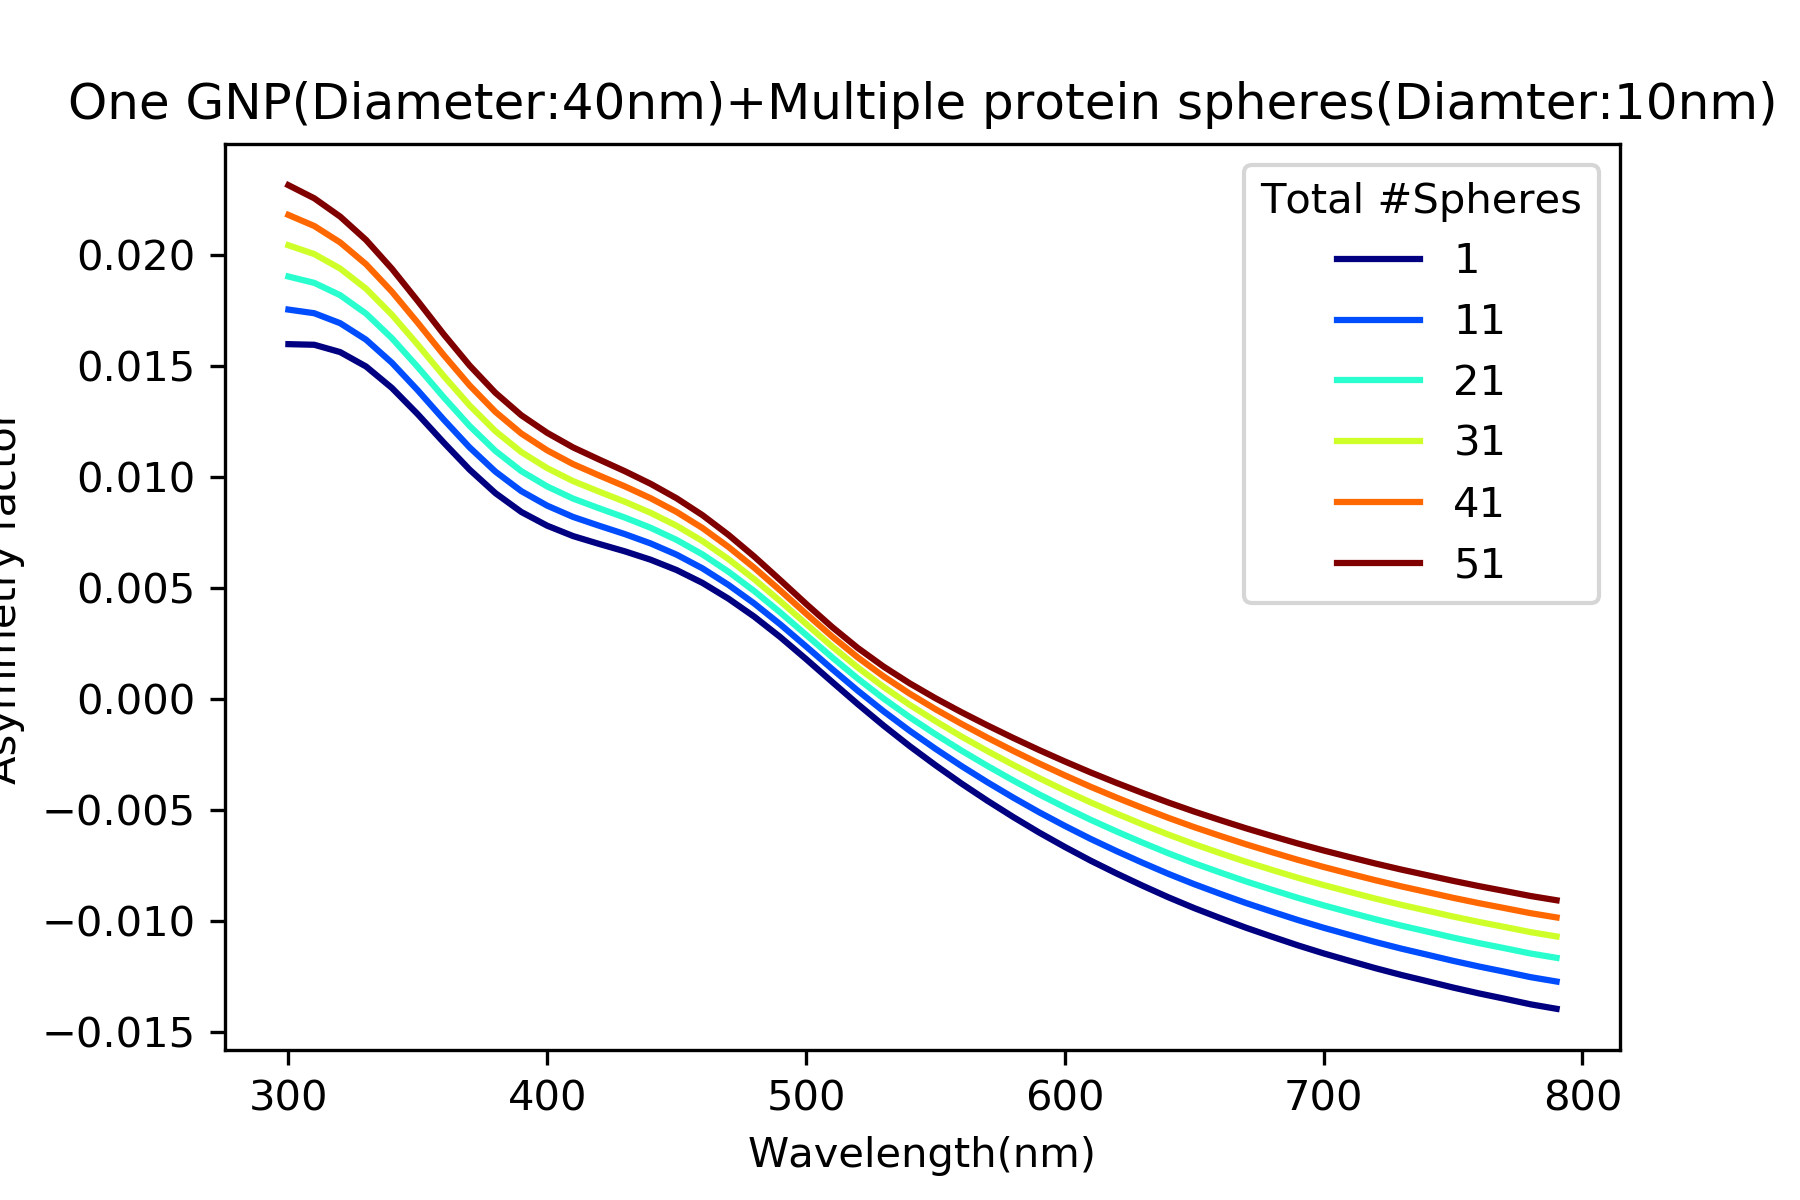 One GNP(Diameter:40nm)+Multiple protein spheres(Diamter:10nm)
Total #Spheres
1
11
21
31
41
51
0.020
0.015
0.010
0.005
0.000
−0.005
−0.010
−0.015
Asymmetry factor
300 400 500 600 700 800
Wavelength(nm)